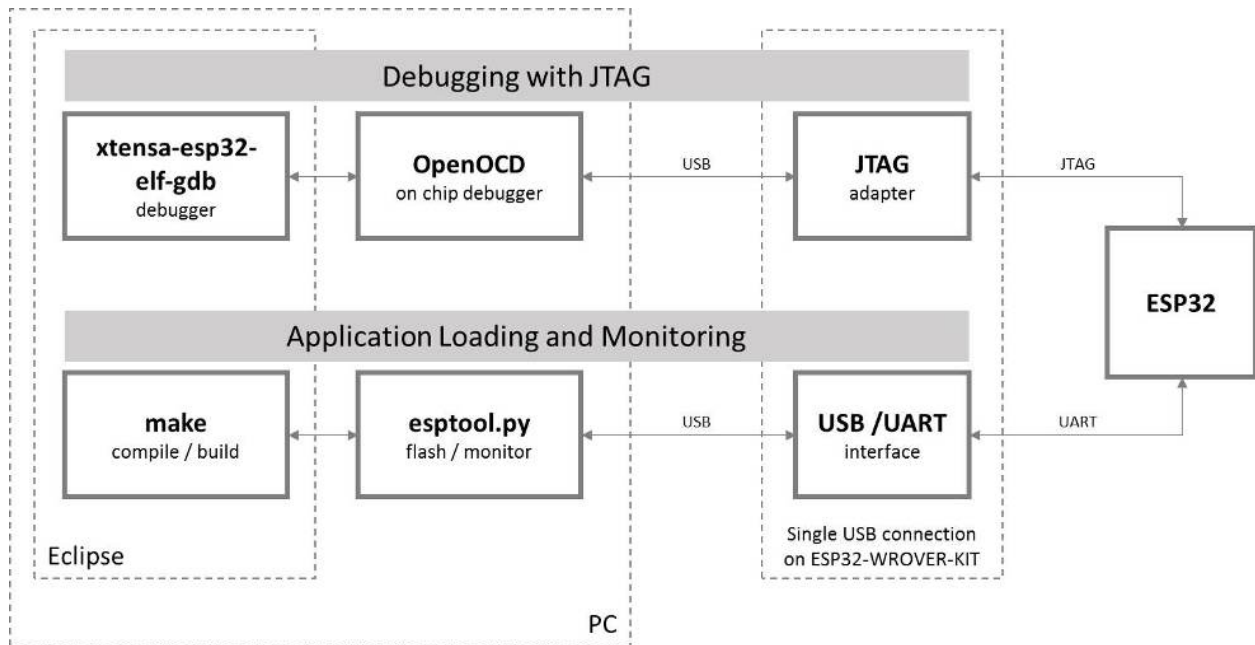 Debugging with JTAG
xtensa-esp32-
elf-gdb
debugger
OpenOCD
on chip debugger
USB
JTAG
adapter
JTAG
ESP32
Application Loading and Monitoring
make
compile / build
esptool.py
flash / monitor
USB
USB /UART
interface
UART
Eclipse
Single USB connection
on ESP32-WROVER-KIT
PC